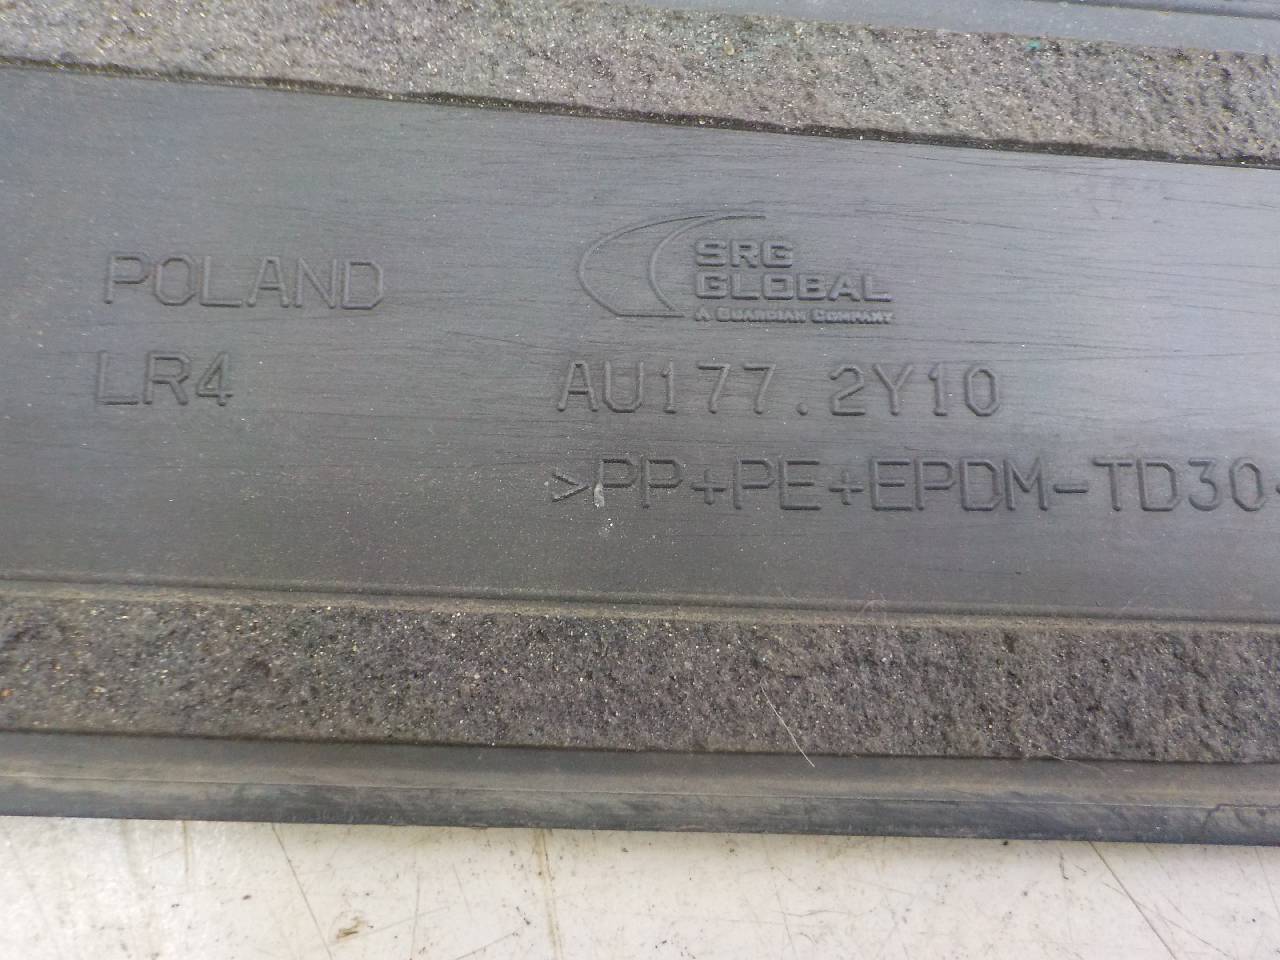 SRG
GLOBAL
A GUARDIAN COMPANY
POLAND
LR4
AU177.2Y10
>PP+PE+EPDM-TD30<